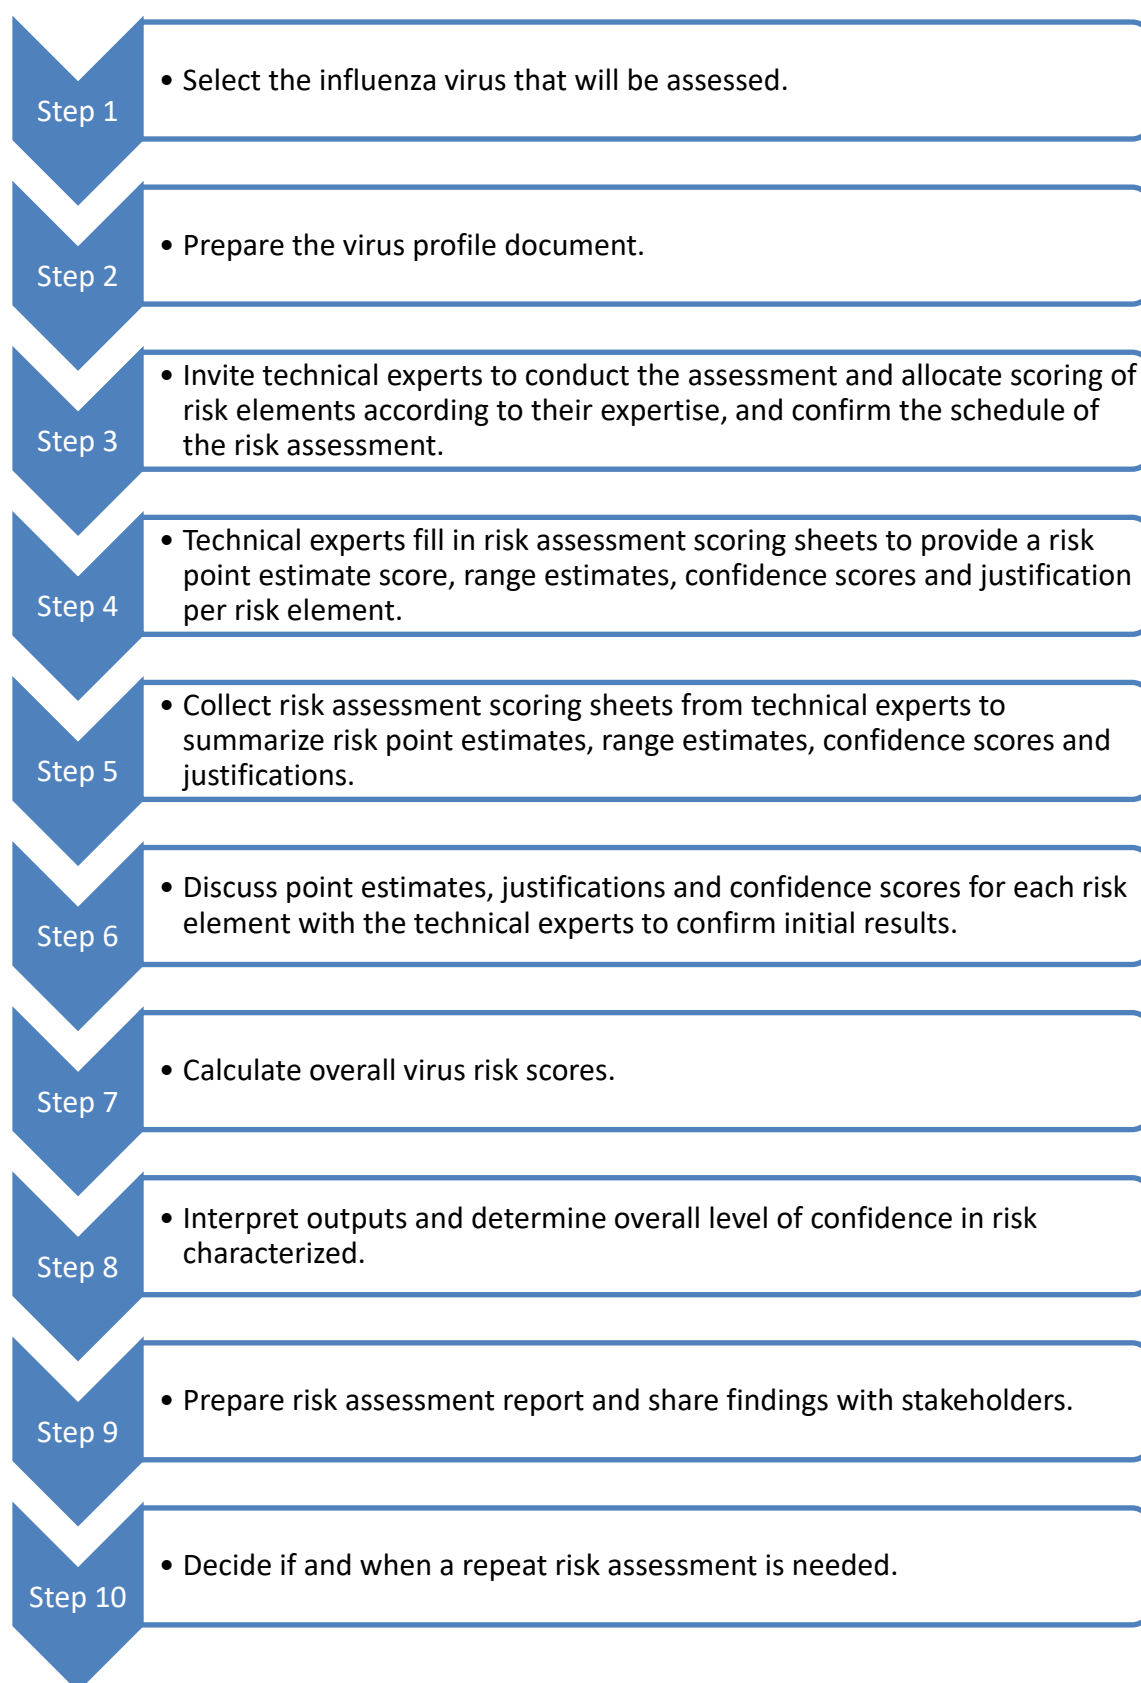 Step 1
• Select the influenza virus that will be assessed.
Step 2
• Prepare the virus profile document.
Step 3
• Invite technical experts to conduct the assessment and allocate scoring of
risk elements according to their expertise, and confirm the schedule of
the risk assessment.
Step 4
• Technical experts fill in risk assessment scoring sheets to provide a risk
point estimate score, range estimates, confidence scores and justification
per risk element.
Step 5
• Collect risk assessment scoring sheets from technical experts to
summarize risk point estimates, range estimates, confidence scores and
justifications.
Step 6
• Discuss point estimates, justifications and confidence scores for each risk
element with the technical experts to confirm initial results.
Step 7
• Calculate overall virus risk scores.
Step 8
• Interpret outputs and determine overall level of confidence in risk
characterized.
Step 9
• Prepare risk assessment report and share findings with stakeholders.
Step 10
• Decide if and when a repeat risk assessment is needed.